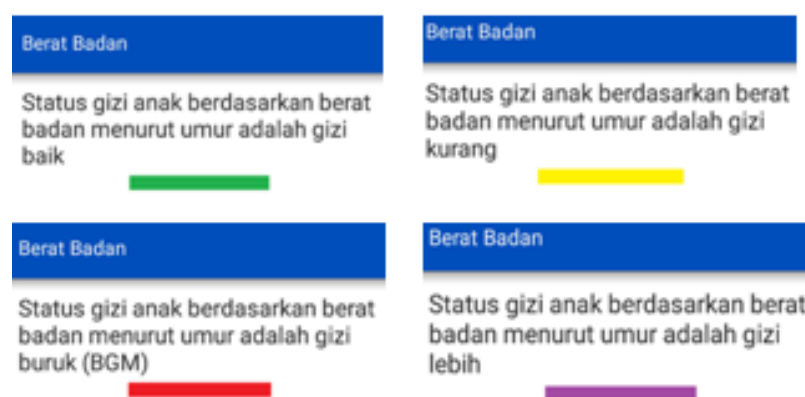 Berat Badan
Status gizi anak berdasarkan berat
badan menurut umur adalah gizi
baik
Berat Badan
Status gizi anak berdasarkan berat
badan menurut umur adalah gizi
kurang
Berat Badan
Status gizi anak berdasarkan berat
badan menurut umur adalah gizi
buruk (BGM)
Berat Badan
Status gizi anak berdasarkan berat
badan menurut umur adalah gizi
lebih